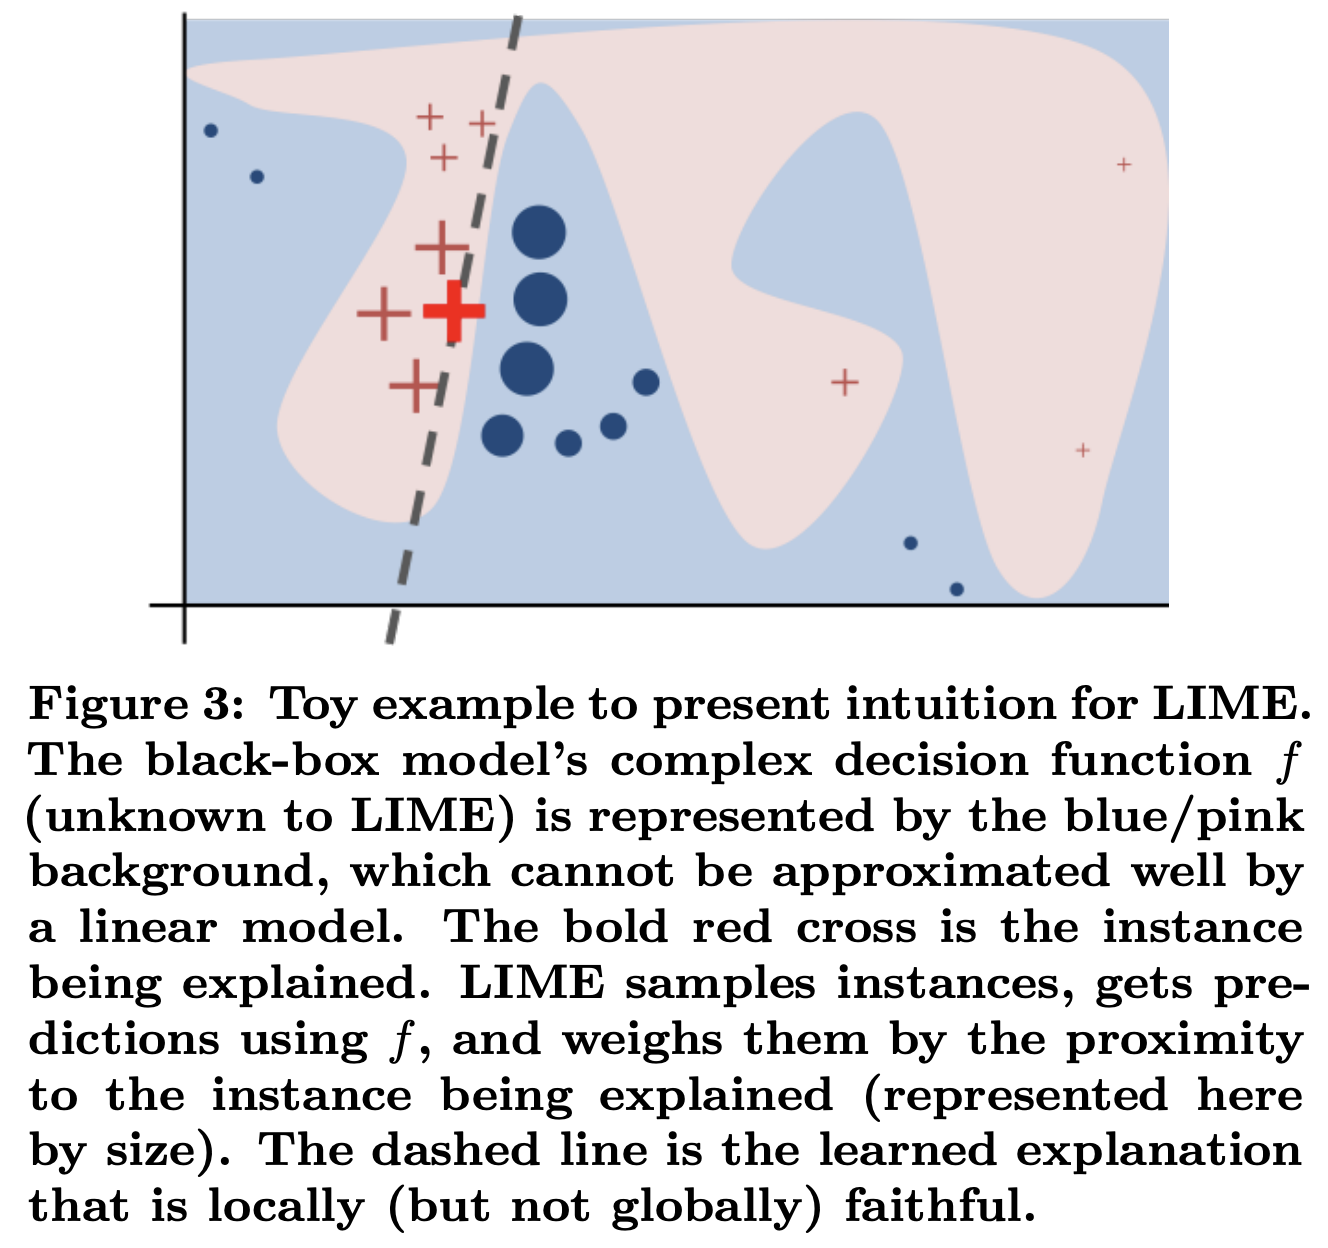 Figure 3: Toy example to present intuition for LIME.
The black-box model's complex decision function f
(unknown to LIME) is represented by the blue/pink
background, which cannot be approximated well by
a linear model. The bold red cross is the instance
being explained. LIME samples instances, gets pre-
dictions using f, and weighs them by the proximity
to the instance being explained (represented here
by size). The dashed line is the learned explanation
that is locally (but not globally) faithful.